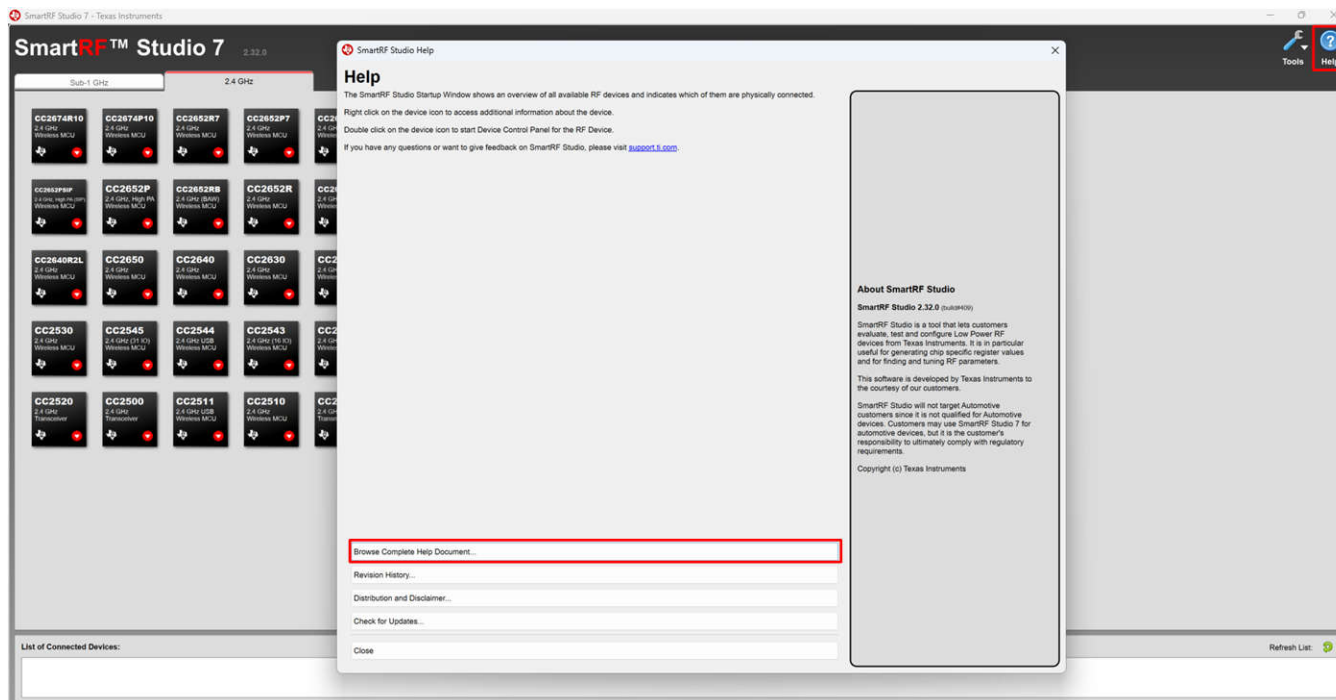 SmartRF Studio 7 - Texas Instruments
SmartRF™ Studio 7 2.32.0
Tools
Help
Sub-1 GHz
2.4 GHz
CC2674R10
2.4 GHz
Wireless MCU
CC2674P10
2.4 GHz
Wireless MCU
CC2652R7
2.4 GHz
Wireless MCU
CC2652P7
2.4 GHz
Wireless MCU
CC2652PSIP
2.4 GHz, High PA (SIP)
Wireless MCU
CC2652P
2.4 GHz, High PA
Wireless MCU
CC2652RB
2.4 GHz (BAW)
Wireless MCU
CC2652R
2.4 GHz
Wireless MCU
CC2640R2L
2.4 GHz
Wireless MCU
CC2650
2.4 GHz
Wireless MCU
CC2640
2.4 GHz
Wireless MCU
CC2630
2.4 GHz
Wireless MCU
CC2530
2.4 GHz
Wireless MCU
CC2545
2.4 GHz (31 IO)
Wireless MCU
CC2544
2.4 GHz USB
Wireless MCU
CC2543
2.4 GHz (16 IO)
Wireless MCU
CC2520
2.4 GHz
Transceiver
CC2500
2.4 GHz
Transceiver
CC2511
2.4 GHz USB
Wireless MCU
CC2510
2.4 GHz
Wireless MCU
SmartRF Studio Help
Help
The SmartRF Studio Startup Window shows an overview of all available RF devices and indicates which of them are physically connected.
Right click on the device icon to access additional information about the device.
Double click on the device icon to start Device Control Panel for the RF Device.
If you have any questions or want to give feedback on SmartRF Studio, please visit support.ti.com.
Browse Complete Help Document...
Revision History...
Distribution and Disclaimer...
Check for Updates...
Close
About SmartRF Studio
SmartRF Studio 2.32.0 (build#409)
SmartRF Studio is a tool that lets customers
evaluate, test and configure Low Power RF
devices from Texas Instruments. It is in particular
useful for generating chip specific register values
and for finding and tuning RF parameters.
This software is developed by Texas Instruments to
the courtesy of our customers.
SmartRF Studio will not target Automotive
customers since it is not qualified for Automotive
devices. Customers may use SmartRF Studio 7 for
automotive devices, but it is the customer's
responsibility to ultimately comply with regulatory
requirements.
Copyright (c) Texas Instruments
List of Connected Devices:
Refresh List: